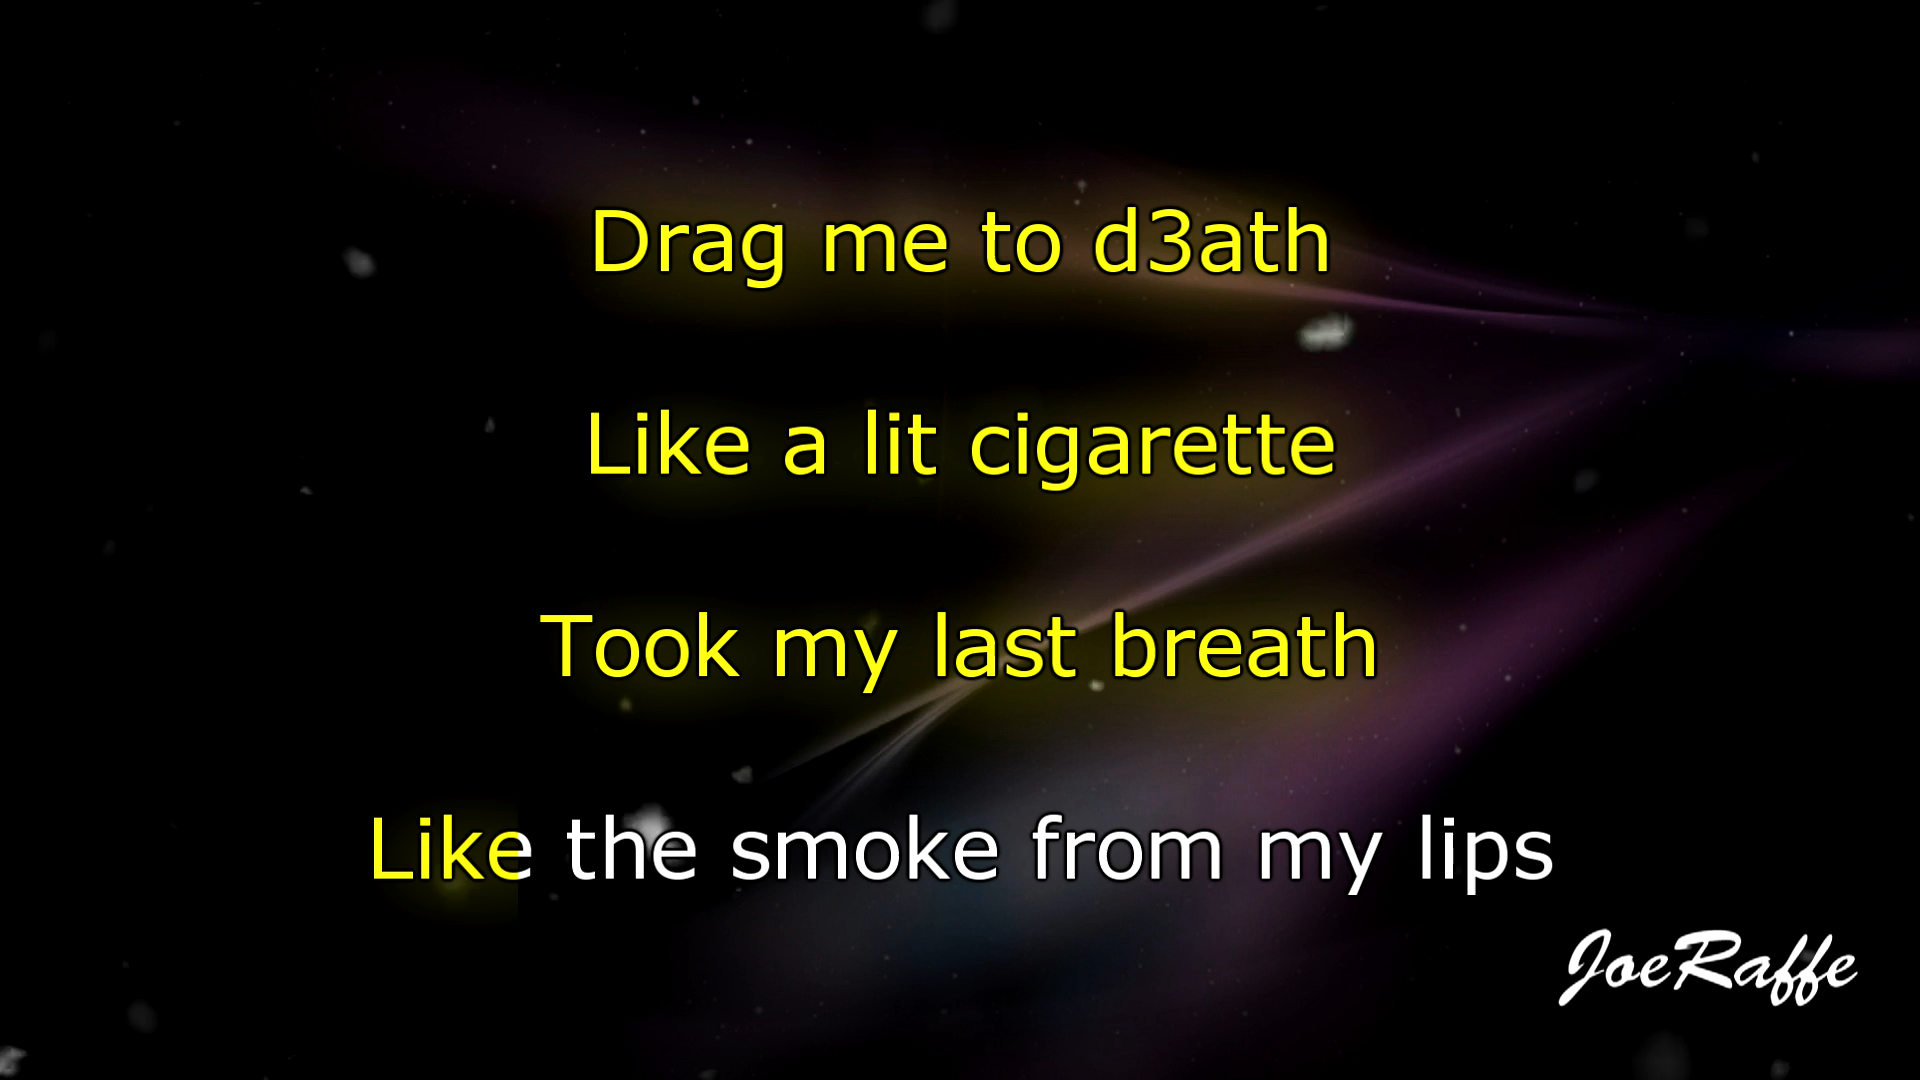 Drag me to d3ath
Like a lit cigarette
Took my last breath
Like the smoke from my lips
JoeRaffe